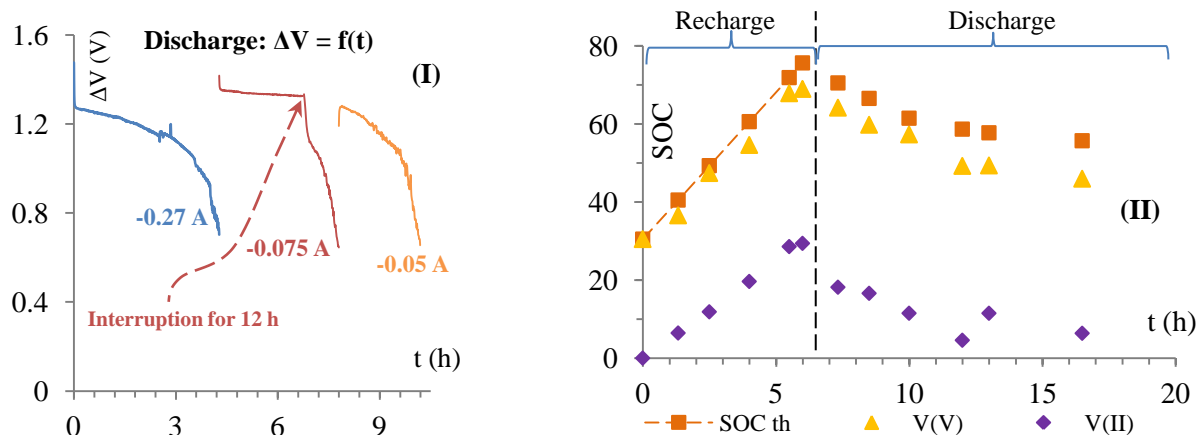 Discharge: ΔV = f(t)
(I)
ΔV (V)
1.6
1.2
0.8
0.4
0
-0.27 A
-0.075 A
-0.05 A
Interruption for 12 h
t (h)
0 3 6 9
Recharge Discharge
SOC
80
60
40
20
0
(II)
t (h)
0 5 10 15 20
SOC th V(V) V(II)